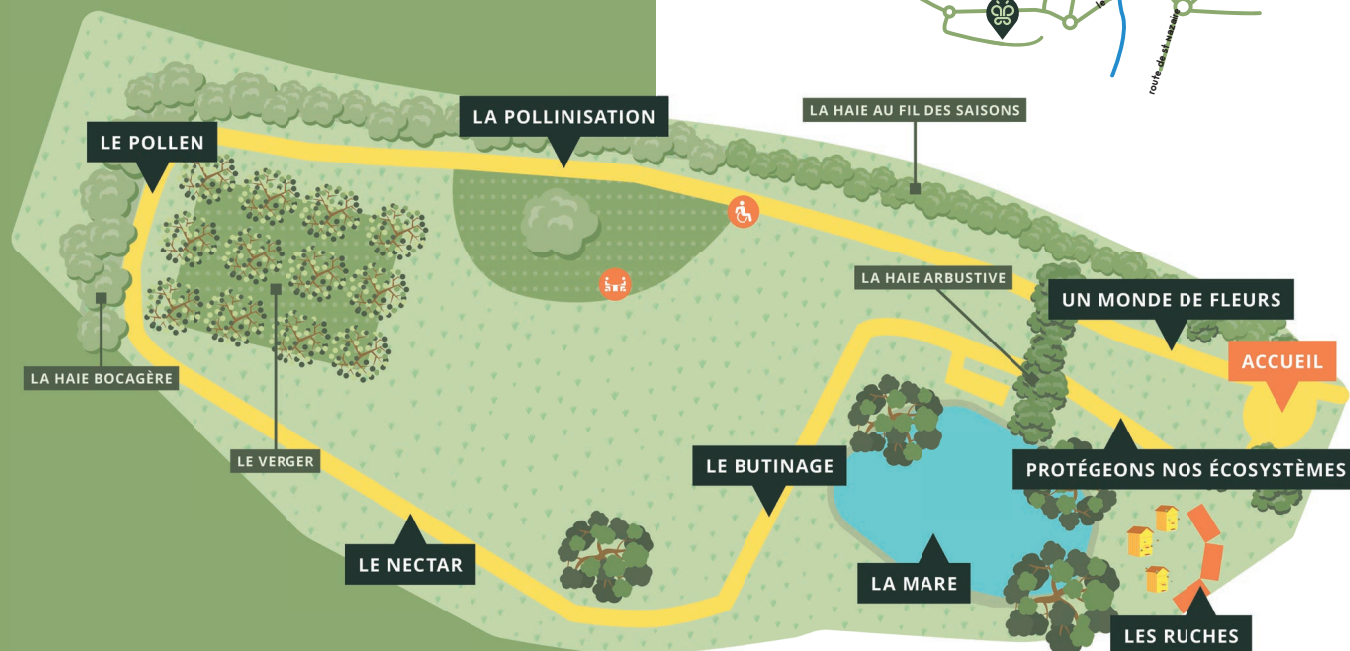 route de st Nazaire
LA POLLINISATION
LA HAIE AU FIL DES SAISONS
LE POLLEN
LA HAIE ARBUSTIVE
UN MONDE DE FLEURS
ACCUEIL
LA HAIE BOCAGÈRE
LE VERGER
LE BUTINAGE
PROTÉGEONS NOS ÉCOSYSTÈMES
LE NECTAR
LA MARE
LES RUCHES